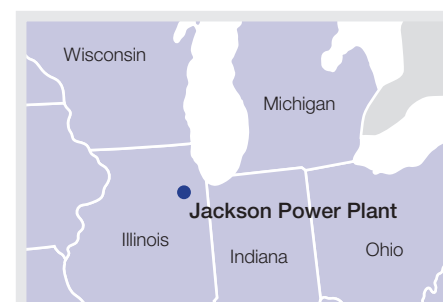 Wisconsin
Michigan
Jackson Power Plant
Illinois
Indiana
Ohio